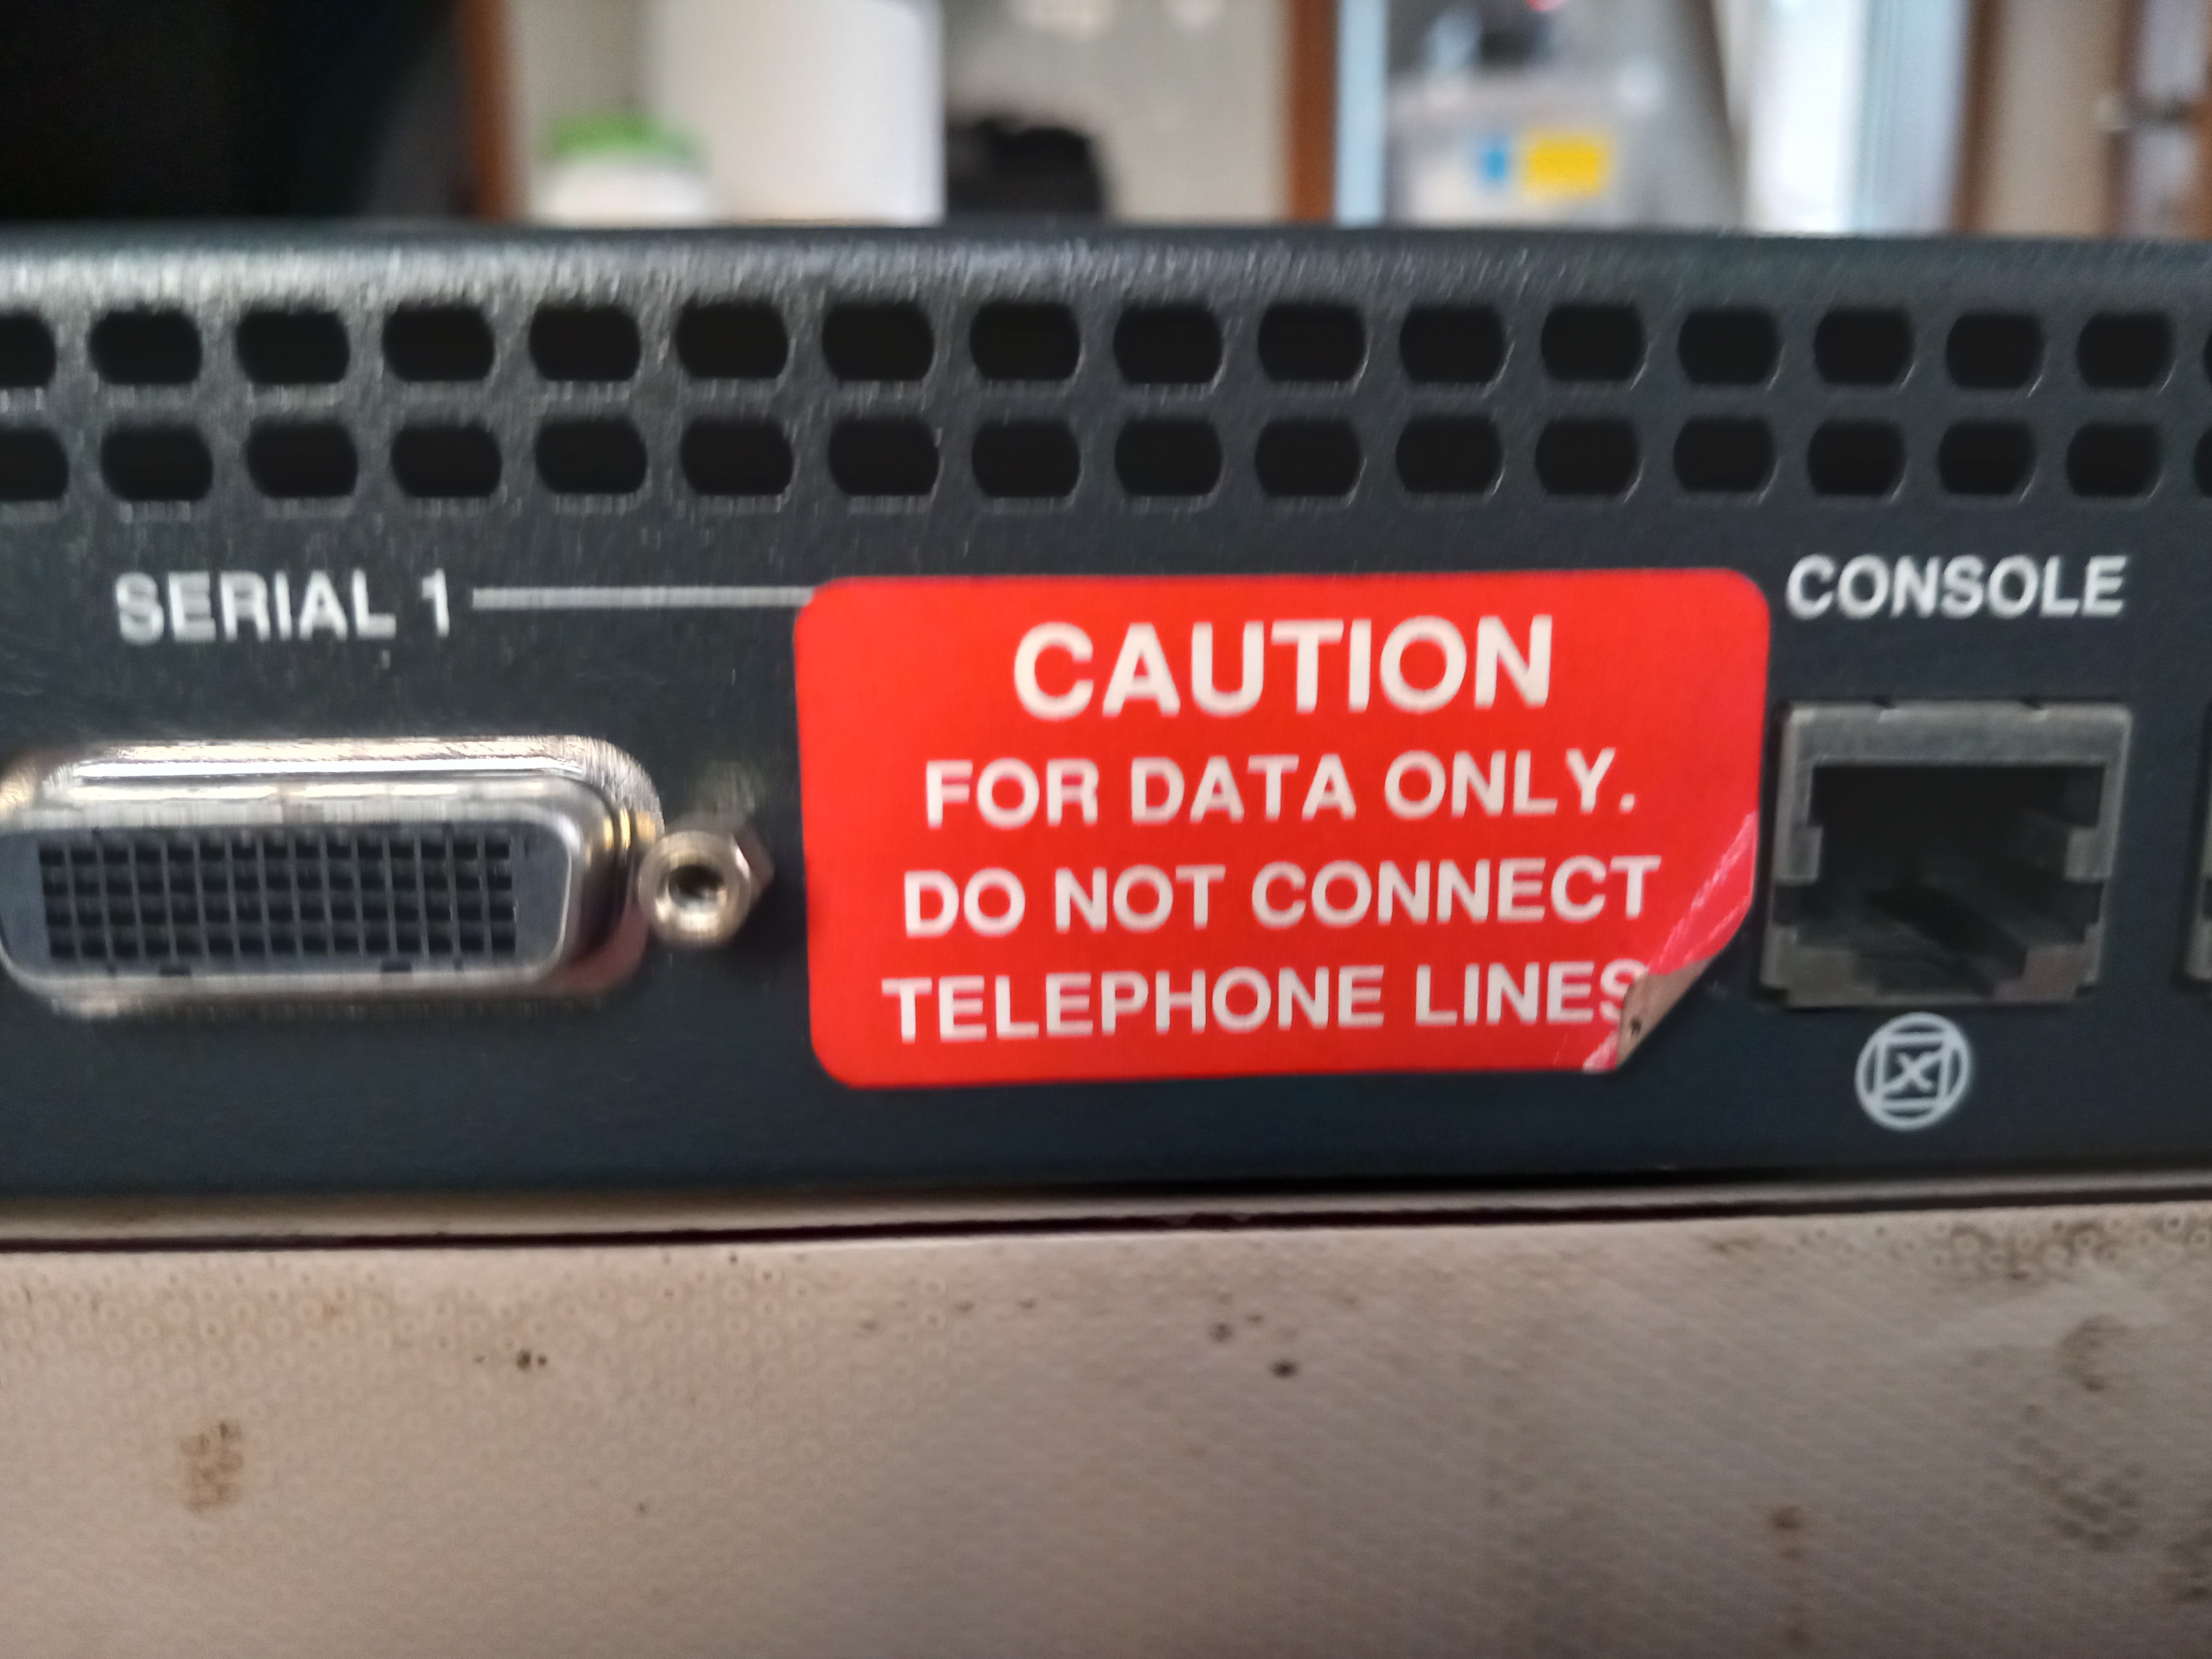 SERIAL 1
CAUTION
FOR DATA ONLY.
DO NOT CONNECT
TELEPHONE LINES
CONSOLE
X